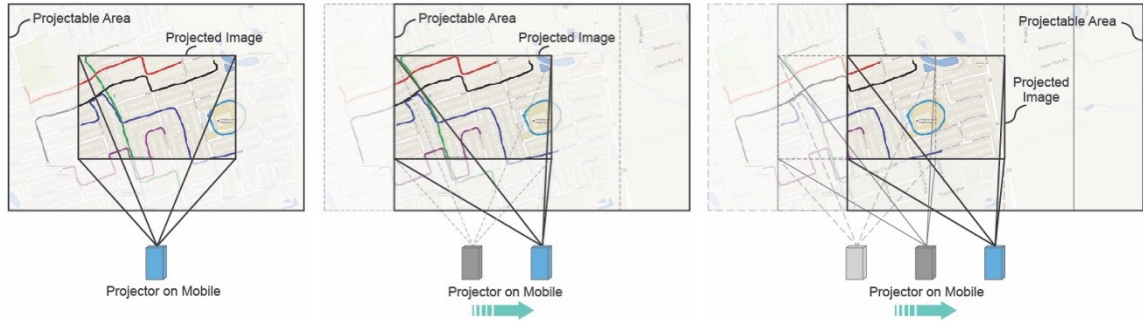 Projectable Area
Projected Image
Projector on Mobile
Projectable Area
Projected Image
Projector on Mobile
Projectable Area
Projected
Image
Projector on Mobile